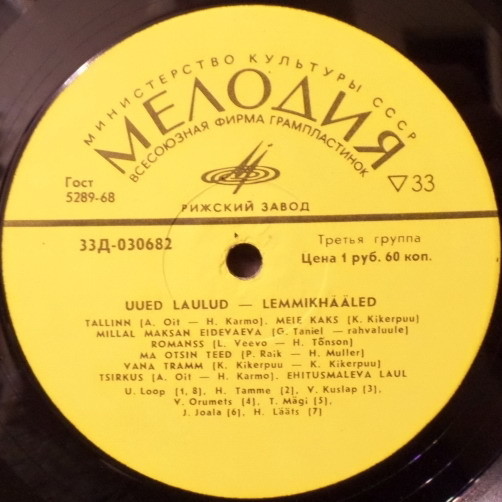 МИНИСТЕРСТВО КУЛЬТУРЫ СССР
МЕЛОДИЯ
ВСЕСОЮЗНАЯ ФИРМА ГРАМПЛАСТИНОК
Гост
5289-68
▽33
РИЖСКИЙ ЗАВОД
33Д-030682
Третья группа
Цена 1 руб. 60 коп.
UUED LAULUD — LEMMIKHÄÄLED
TALLINN [A. Oit — H. Karmo], MEIE KAKS [K. Kikerpuu]
MILLAL MAKSAN EIDEVAEVA [G. Taniel — rahvaluule]
ROMANSS [L. Veevo — H. Tõnson]
MA OTSIN TEED [P. Raik — H. Muller]
VANA TRAMM [K. Kikerpuu — K. Kikerpuu]
TSIRKUS [A. Oit — H. Karmo], EHITUSMALEVA LAUL
U. Loop [1, 8], H. Tamme [2], V. Kuslap [3],
V. Orumets [4], T. Mägi [5],
J. Joala [6], H. Lääts [7]